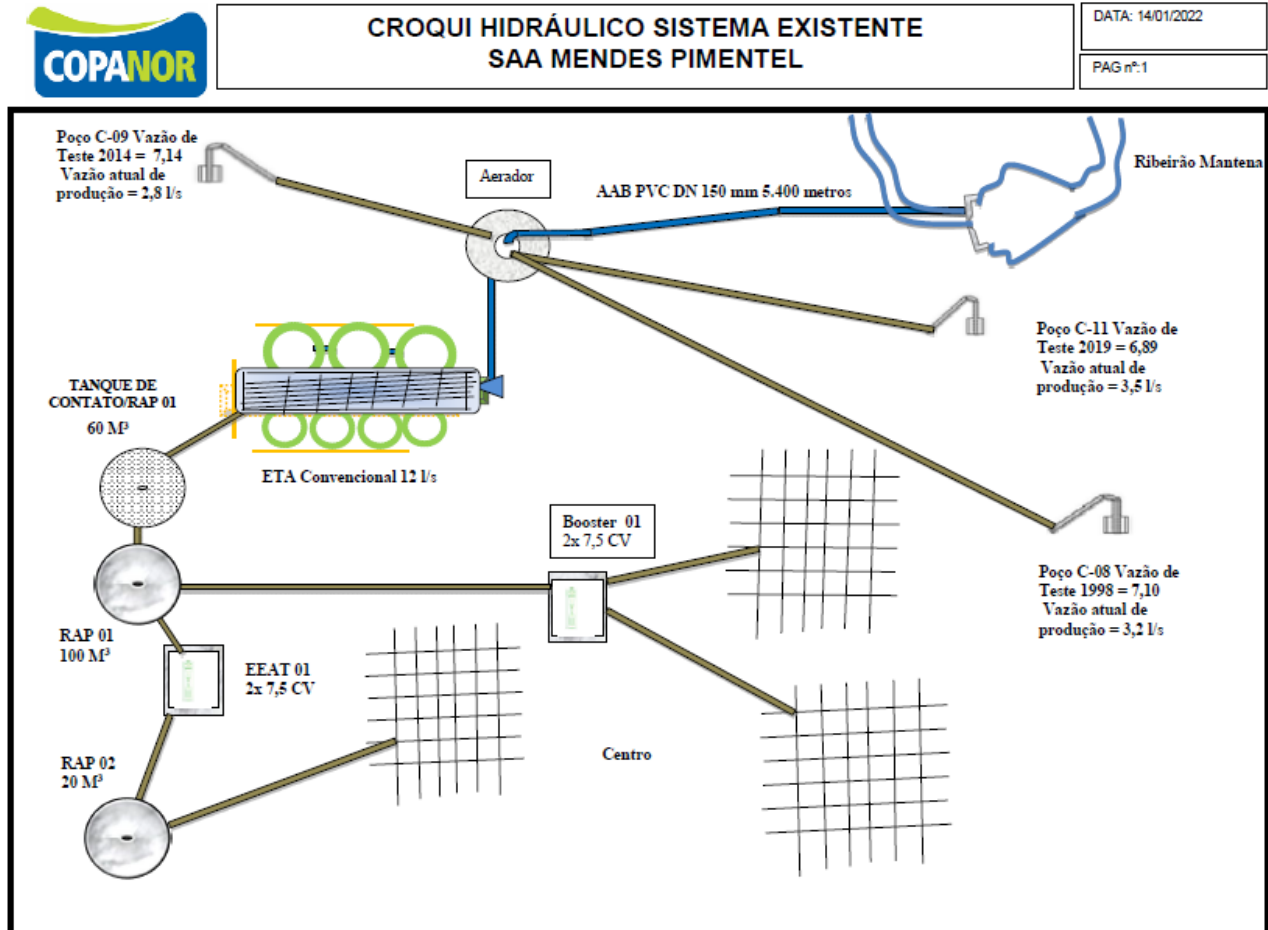 COPANOR
CROQUI HIDRÁULICO SISTEMA EXISTENTE
SAA MENDES PIMENTEL
DATA: 14/01/2022
PAG nº:1
Poço C-09 Vazão de
Teste 2014 = 7,14
Vazão atual de
produção = 2,8 l/s
Aerador
AAB PVC DN 150 mm 5.400 metros
Ribeirão Mantena
Poço C-11 Vazão de
Teste 2019 = 6,89
Vazão atual de
produção = 3,5 l/s
TANQUE DE
CONTATO/RAP 01
60 M³
ETA Convencional 12 l/s
Booster 01
2x 7,5 CV
Poço C-08 Vazão de
Teste 1998 = 7,10
Vazão atual de
produção = 3,2 l/s
RAP 01
100 M³
EEAT 01
2x 7,5 CV
Centro
RAP 02
20 M³